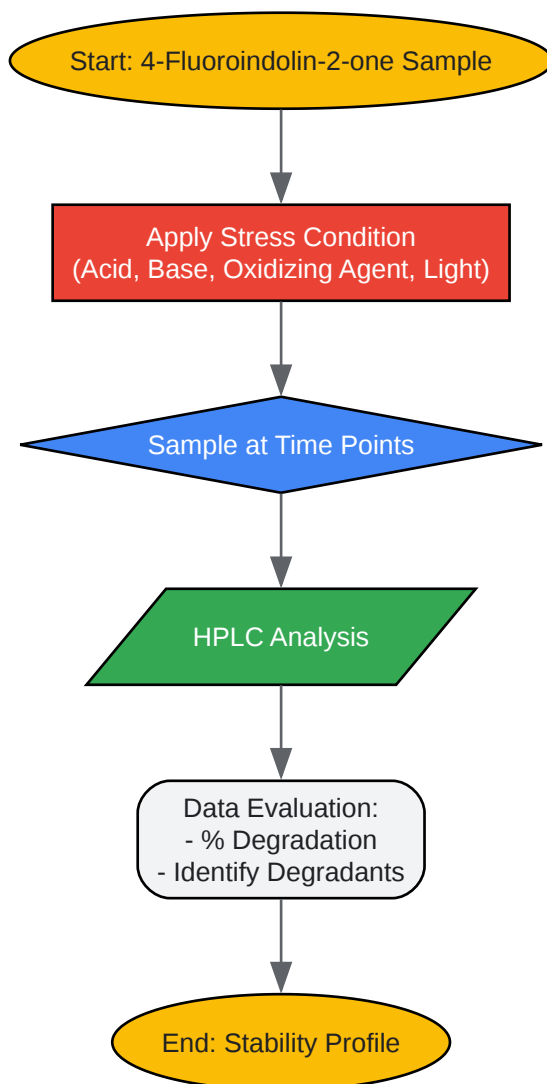 Start: 4-Fluoroindolin-2-one Sample
Apply Stress Condition
(Acid, Base, Oxidizing Agent, Light)
Sample at Time Points
HPLC Analysis
Data Evaluation:
- % Degradation
- Identify Degradants
End: Stability Profile